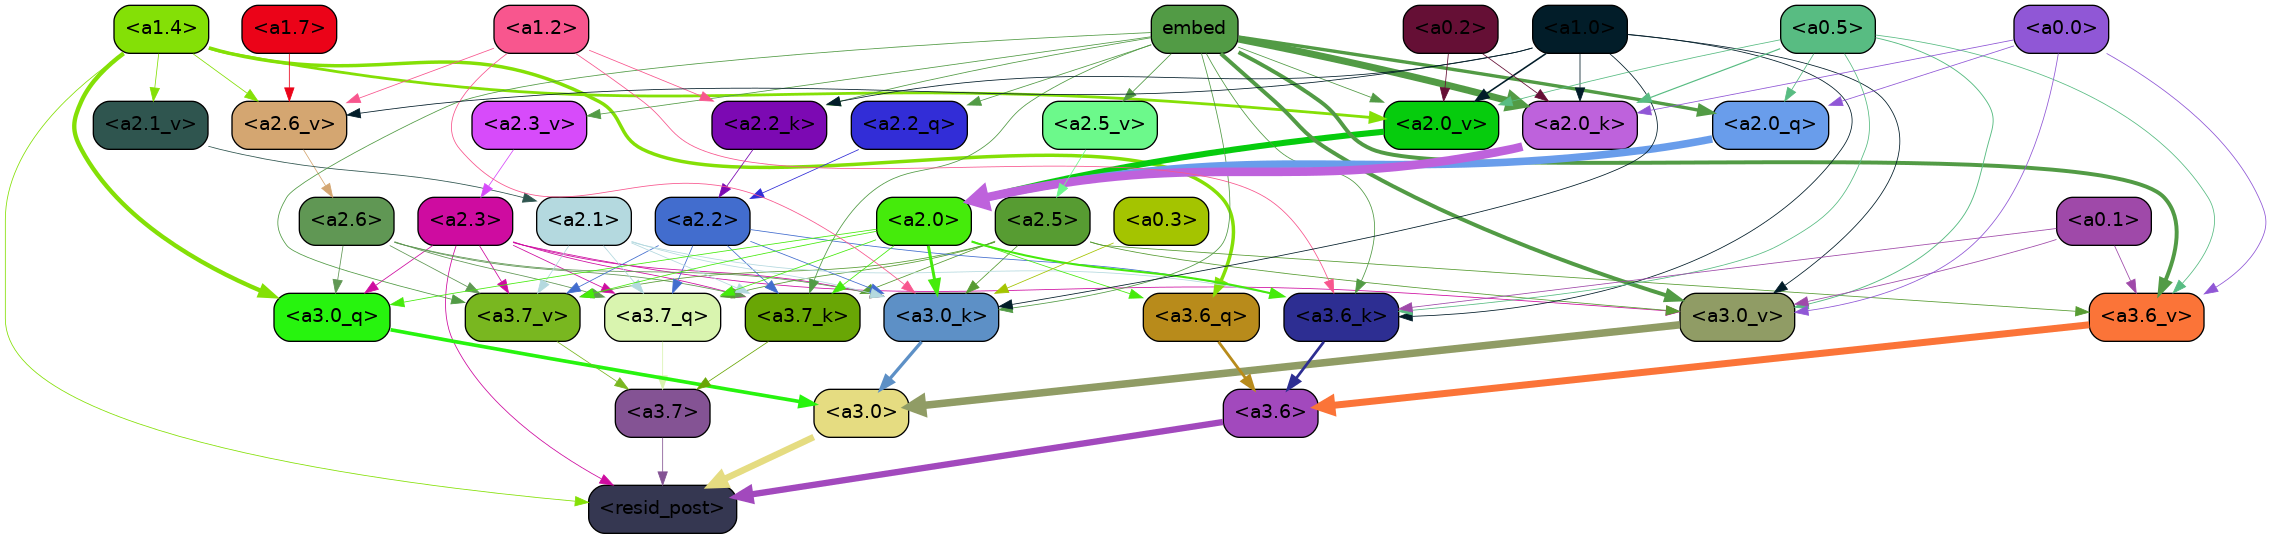 <a1.4> <a1.7> <a1.2> embed <a0.2> <a1.0> <a0.5> <a0.0>
<a2.1_v> <a2.6_v> <a2.3_v> <a2.2_k> <a2.2_q> <a2.5_v> <a2.0_v> <a2.0_k> <a2.0_q>
<a2.6> <a2.3> <a2.1> <a2.2> <a2.0> <a2.5> <a0.3> <a0.1>
<a3.0_q> <a3.7_v> <a3.7_q> <a3.7_k> <a3.0_k> <a3.6_q> <a3.6_k> <a3.0_v> <a3.6_v>
<a3.7> <a3.0> <a3.6>
<resid_post>